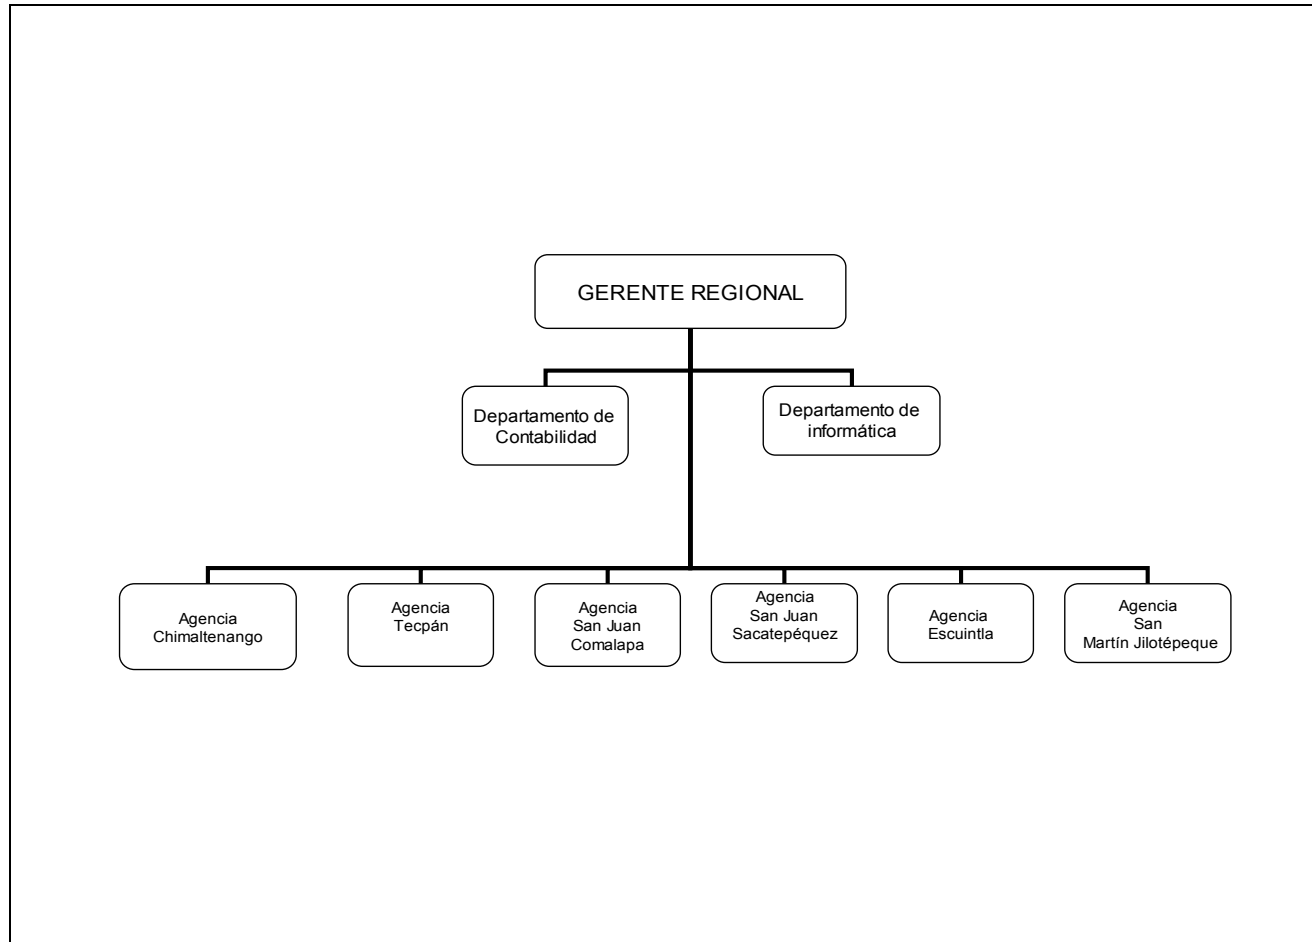 GERENTE REGIONAL
Departamento de
Contabilidad
Departamento de
informática
Agencia
Chimaltenango
Agencia
Tecpán
Agencia
San Juan
Comalapa
Agencia
San Juan
Sacatepéquez
Agencia
Escuintla
Agencia
San
Martín Jilotépeque